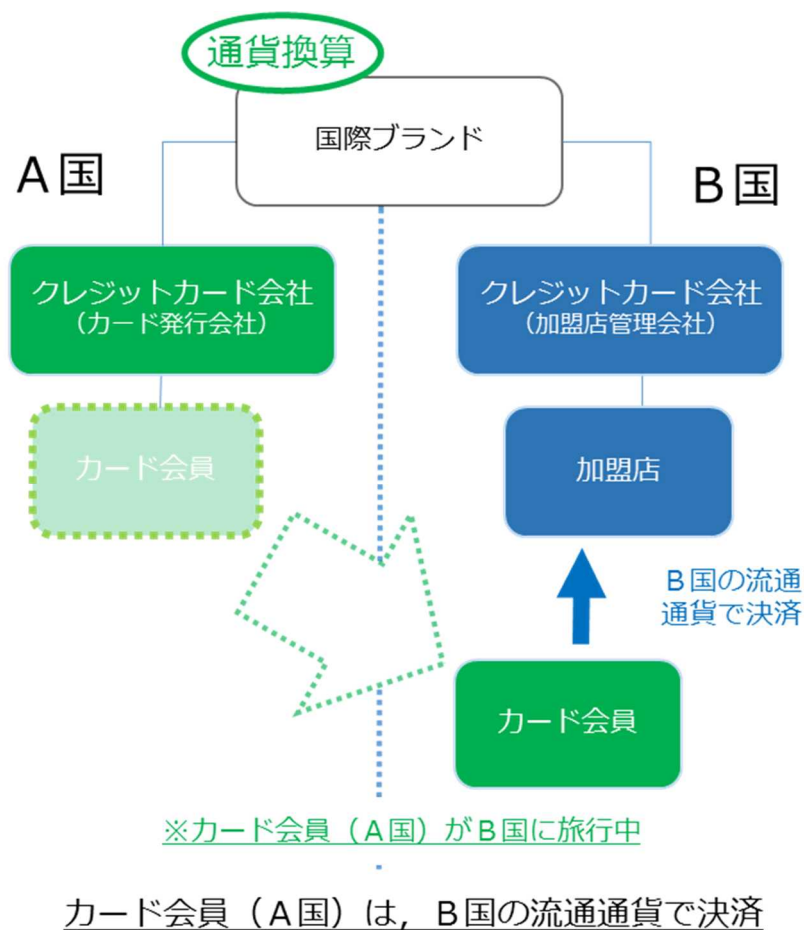 通貨換算
国際ブランド
A国
B国
クレジットカード会社
（カード発行会社）
クレジットカード会社
（加盟店管理会社）
カード会員
加盟店
B国の流通
通貨で決済
カード会員
※カード会員（A国）がB国に旅行中
カード会員（A国）は，B国の流通通貨で決済